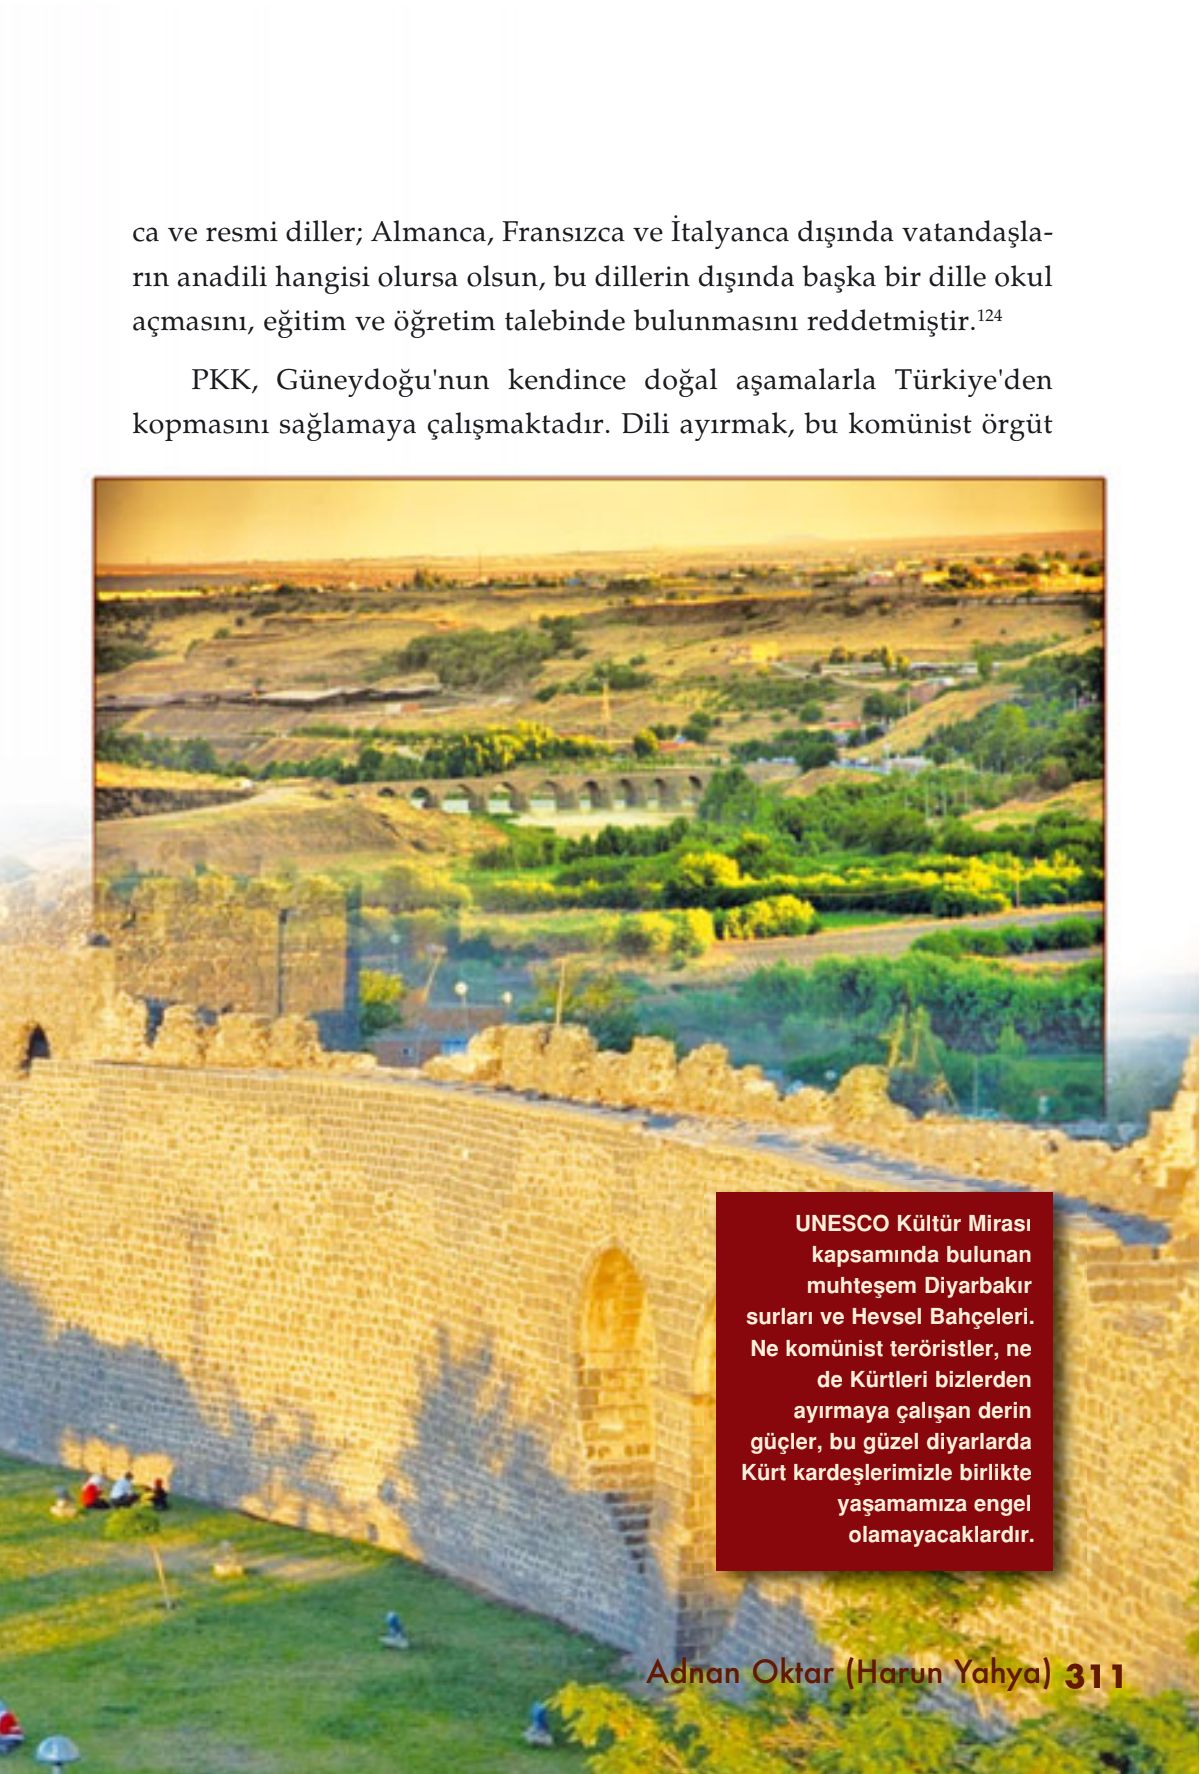 ca ve resmi diller; Almanca, Fransızca ve İtalyanca dışında vatandaşla-
rın anadili hangisi olursa olsun, bu dillerin dışında başka bir dille okul
açmasını, eğitim ve öğretim talebinde bulunmasını reddetmiştir.124
PKK, Güneydoğu'nun kendince doğal aşamalarla Türkiye'den
kopmasını sağlamaya çalışmaktadır. Dili ayırmak, bu komünist örgüt
UNESCO Kültür Mirası
kapsamında bulunan
muhteşem Diyarbakır
surları ve Hevsel Bahçeleri.
Ne komünist teröristler, ne
de Kürtleri bizlerden
ayırmaya çalışan derin
güçler, bu güzel diyarlarda
Kürt kardeşlerimizle birlikte
yaşamamıza engel
olamayacaklardır.
Adnan Oktar (Harun Yahya) 311